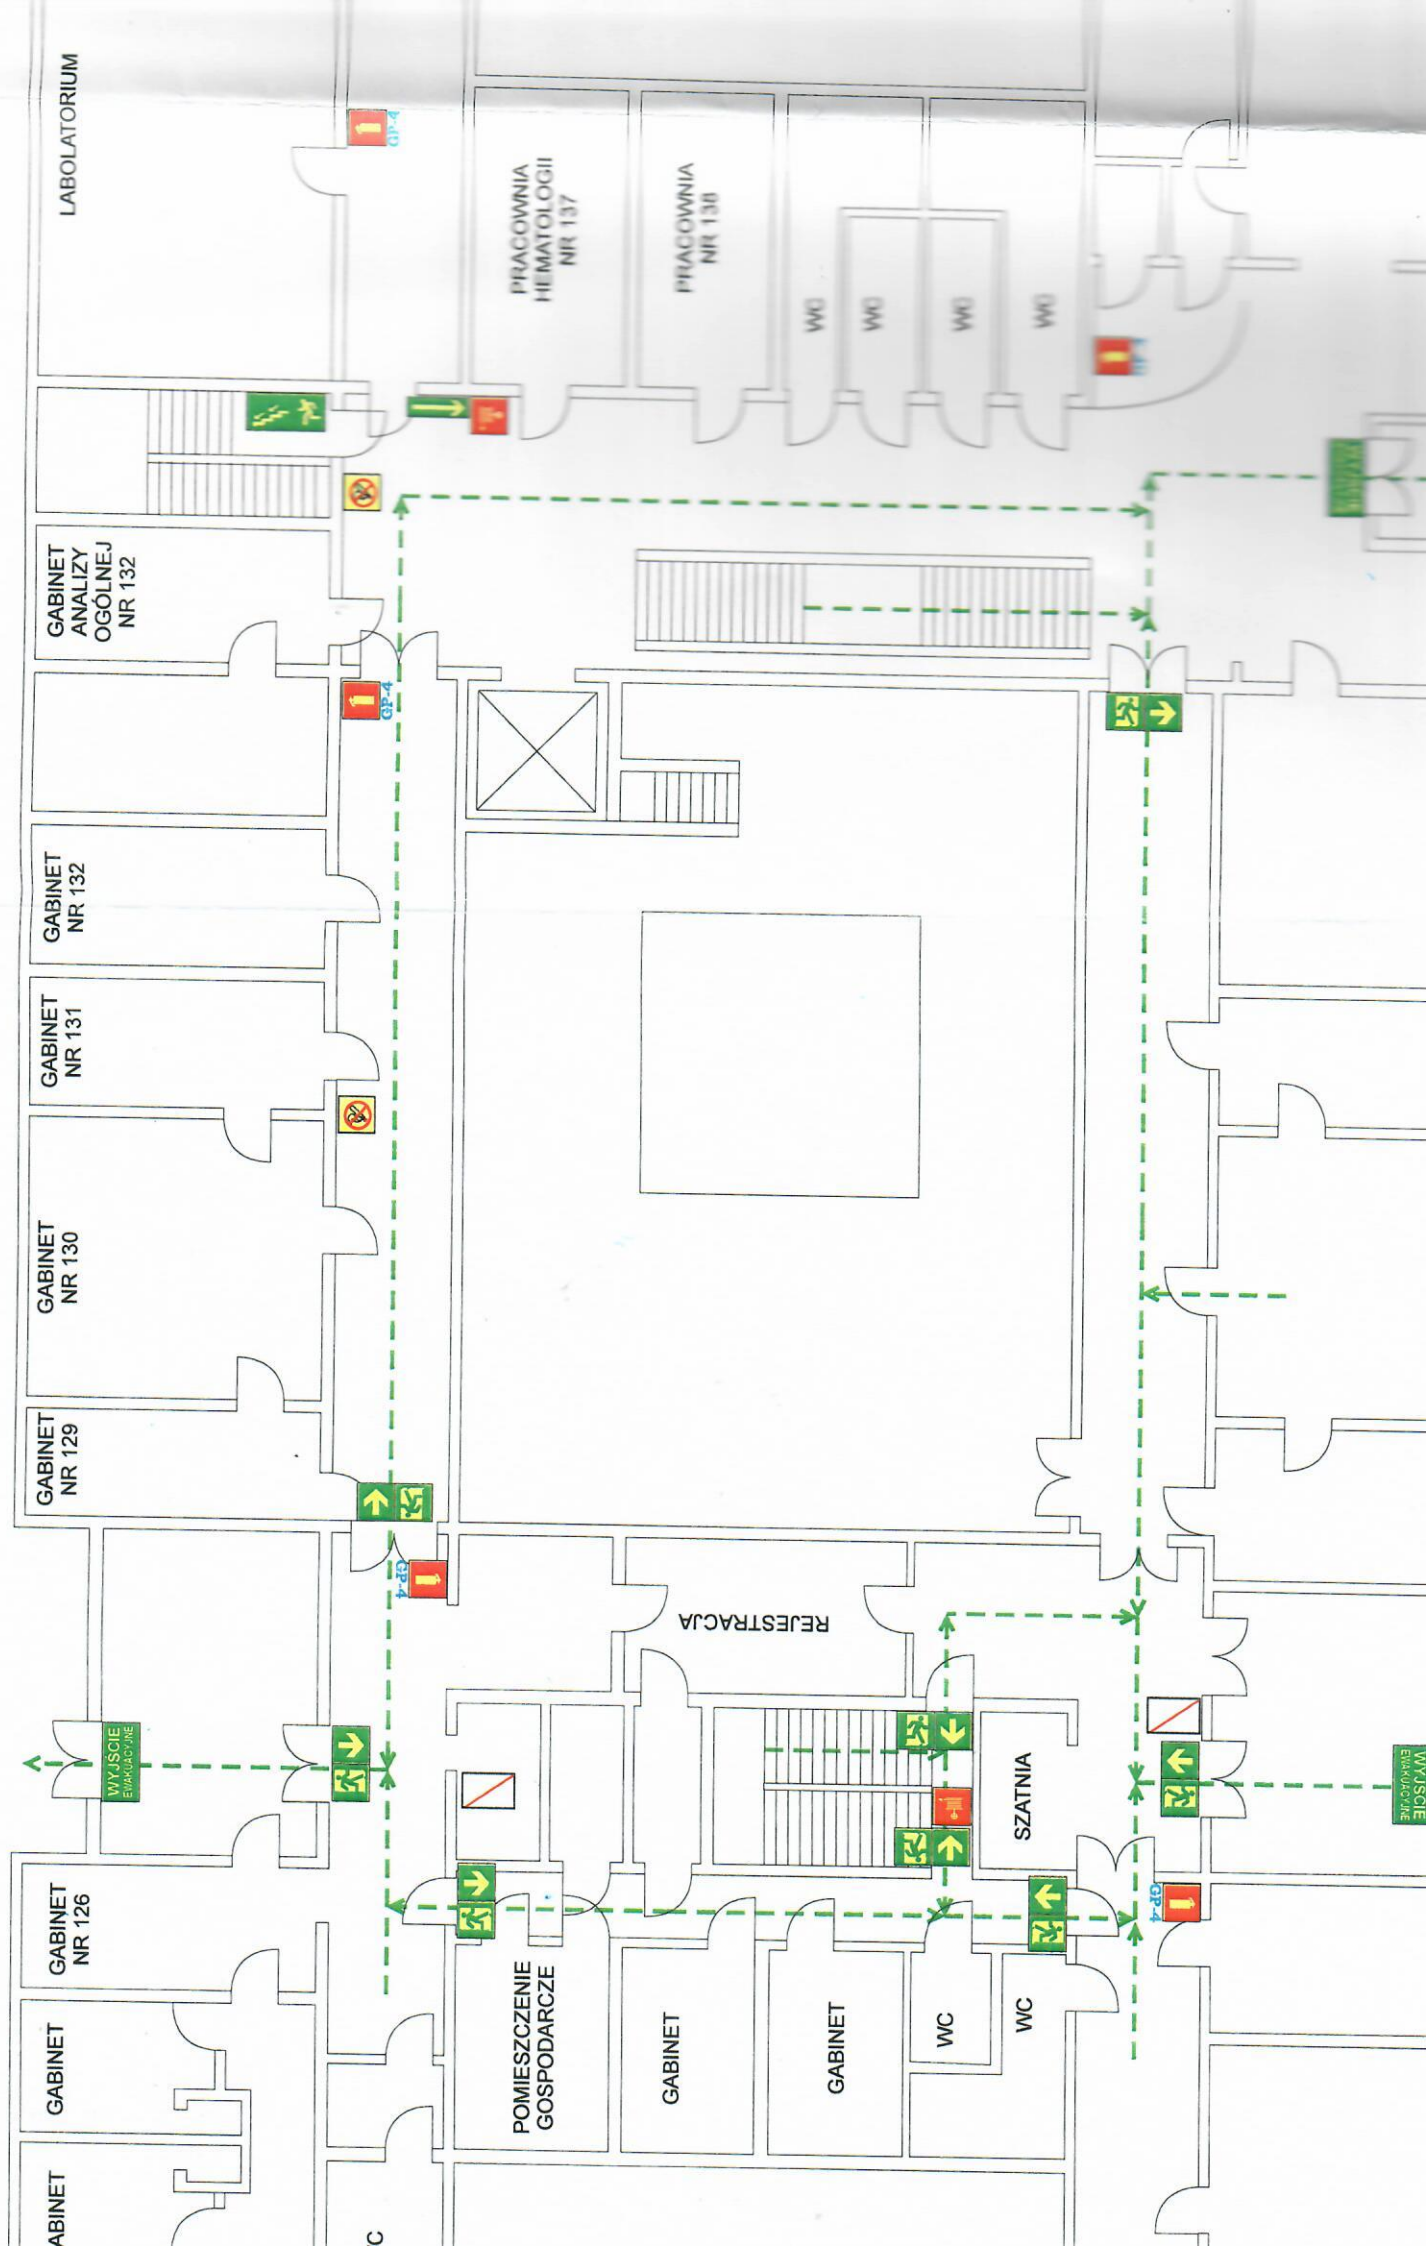 LABOLATORIUM
GP-4
PRACOWNIA
HEMATOLOGII
NR 137
PRACOWNIA
NR 138
WC
WC
WC
WC
GABINET
ANALIZY
OGÓLNEJ
NR 132
GP-4
GABINET
NR 132
GABINET
NR 131
GABINET
NR 130
GABINET
NR 129
GP-4
REJESTRACJA
WYJŚCIE
EWAKUACYJNE
SZATNIA
WYJŚCIE
EWAKUACYJNE
GP-4
GABINET
NR 126
POMIESZCZENIE
GOSPODARCZE
GABINET
GABINET
WC
WC
GABINET
ABINET
C